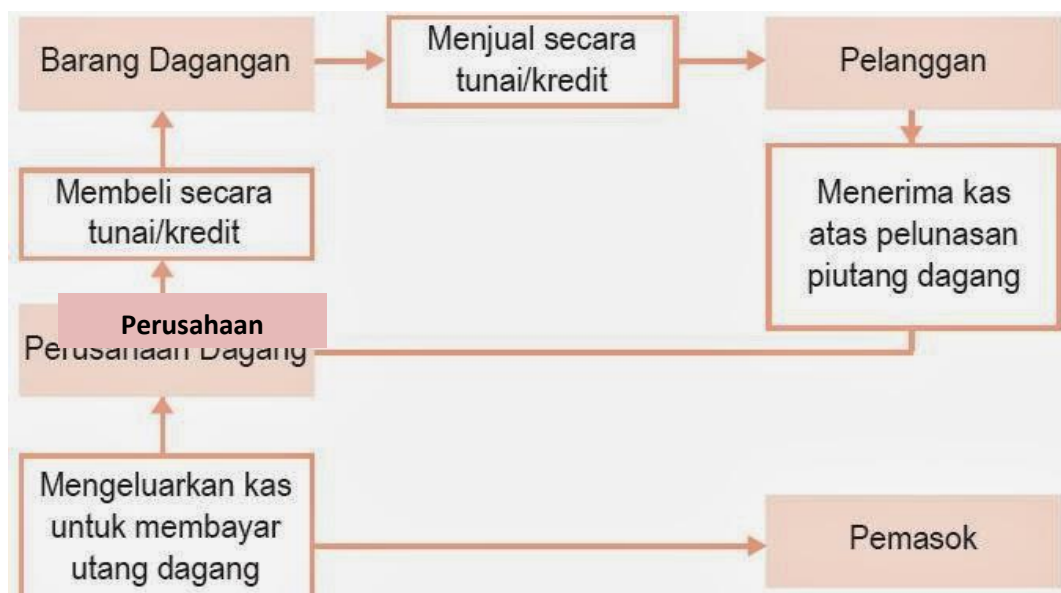 Barang Dagangan
Menjual secara
tunai/kredit
Pelanggan
Membeli secara
tunai/kredit
Menerima kas
atas pelunasan
piutang dagang
Perusahaan
Perusahaan Dagang
Mengeluarkan kas
untuk membayar
utang dagang
Pemasok